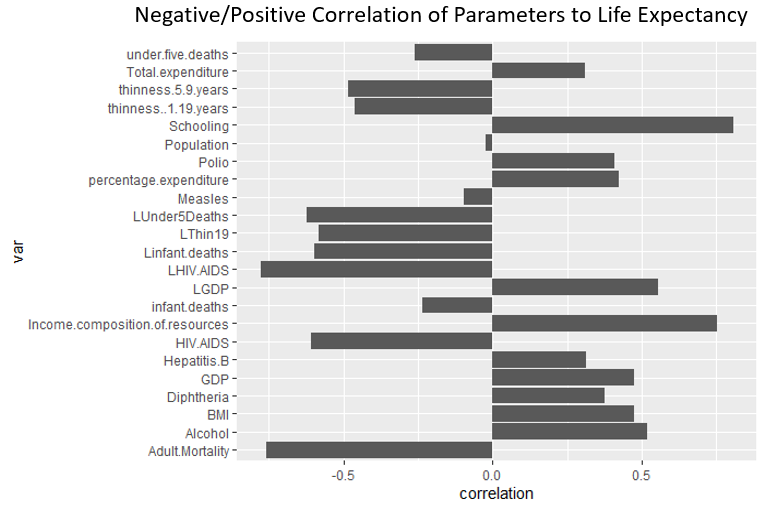 Negative/Positive Correlation of Parameters to Life Expectancy
under.five.deaths
Total.expenditure
thinness.5.9.years
thinness..1.19.years
Schooling
Population
Polio
percentage.expenditure
Measles
LUnder5Deaths
LThin19
Linfant.deaths
LHIV.AIDS
LGDP
infant.deaths
Income.composition.of.resources
HIV.AIDS
Hepatitis.B
GDP
Diphtheria
BMI
Alcohol
Adult.Mortality
var
-0.5 0.0 0.5
correlation